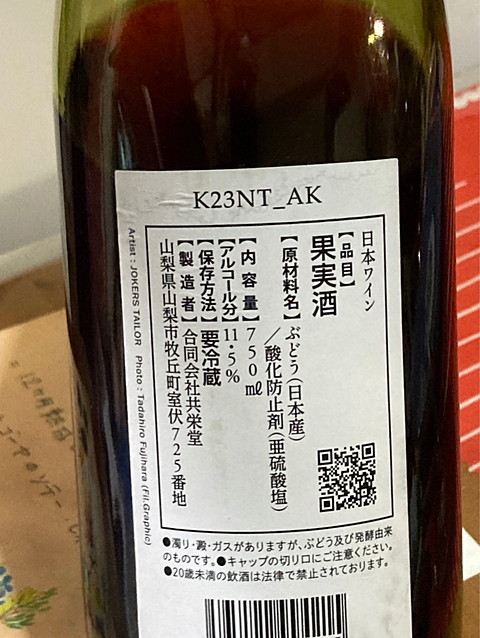 K23NT_AK
日本ワイン
【品目】
果実酒
【原材料名】ぶどう(日本産)
／酸化防止剤(亜硫酸塩)
【内容量】750㎖
【アルコール分】11.5%
【保存方法】要冷蔵
【製造者】合同会社共栄堂
山梨県山梨市牧丘町室伏725番地
Artist : JOKERS TAILOR Photo : Tadahiro Fujihara (Fll.Graphic)
●濁り・澱・ガスがありますが、ぶどう及び発酵由来
のものです。●キャップの切り口にご注意ください。
●20歳未満の飲酒は法律で禁止されております。